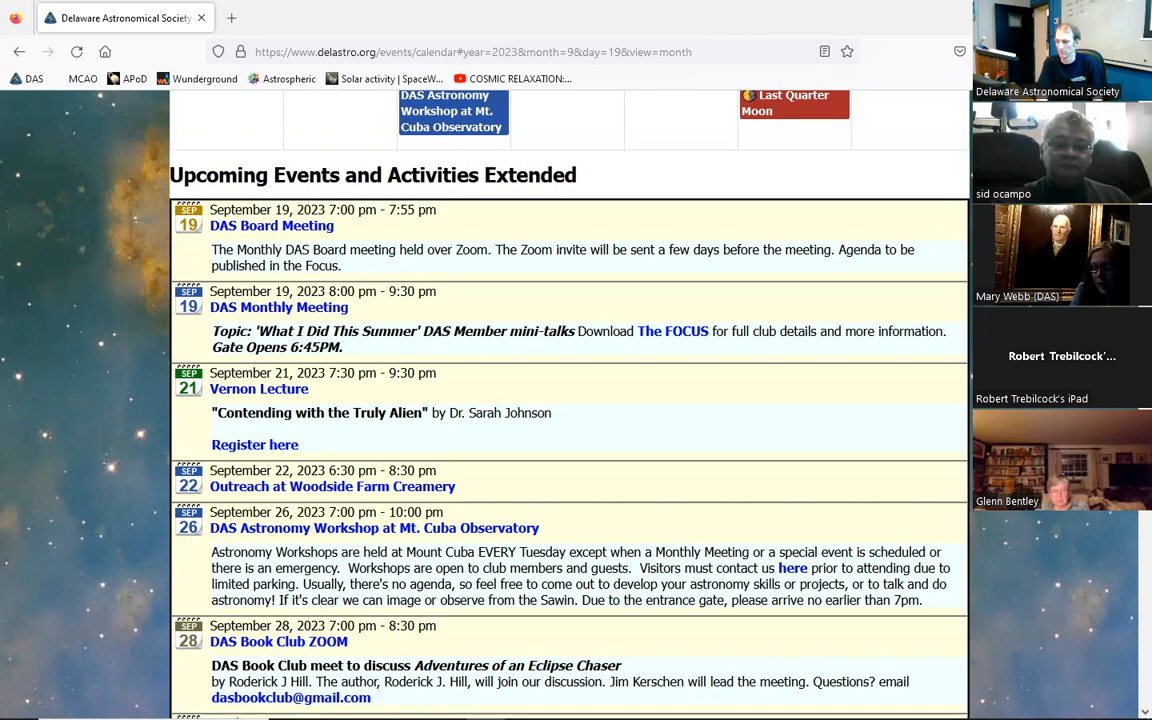 Delaware Astronomical Society
https://www.delastro.org/events/calendar#year=2023&month=9&day=19&view=month
DAS
MCAO
APoD
Wunderground
Astrospheric
Solar activity | SpaceW...
COSMIC RELAXATION:...
DAS Astronomy
Workshop at Mt.
Cuba Observatory
Last Quarter
Moon
Upcoming Events and Activities Extended
SEP
19
September 19, 2023 7:00 pm - 7:55 pm
DAS Board Meeting
The Monthly DAS Board meeting held over Zoom. The Zoom invite will be sent a few days before the meeting. Agenda to be
published in the Focus.
SEP
19
September 19, 2023 8:00 pm - 9:30 pm
DAS Monthly Meeting
Topic: 'What I Did This Summer' DAS Member mini-talks Download The FOCUS for full club details and more information.
Gate Opens 6:45PM.
SEP
21
September 21, 2023 7:30 pm - 9:30 pm
Vernon Lecture
"Contending with the Truly Alien" by Dr. Sarah Johnson
Register here
SEP
22
September 22, 2023 6:30 pm - 8:30 pm
Outreach at Woodside Farm Creamery
SEP
26
September 26, 2023 7:00 pm - 10:00 pm
DAS Astronomy Workshop at Mt. Cuba Observatory
Astronomy Workshops are held at Mount Cuba EVERY Tuesday except when a Monthly Meeting or a special event is scheduled or
there is an emergency.  Workshops are open to club members and guests.  Visitors must contact us here prior to attending due to
limited parking. Usually, there's no agenda, so feel free to come out to develop your astronomy skills or projects, or to talk and do
astronomy! If it's clear we can image or observe from the Sawin. Due to the entrance gate, please arrive no earlier than 7pm.
SEP
28
September 28, 2023 7:00 pm - 8:30 pm
DAS Book Club ZOOM
DAS Book Club meet to discuss Adventures of an Eclipse Chaser
by Roderick J Hill. The author, Roderick J. Hill, will join our discussion. Jim Kerschen will lead the meeting. Questions? email
dasbookclub@gmail.com
Delaware Astronomical Society
sid ocampo
Mary Webb (DAS)
Robert Trebilcock'...
Robert Trebilcock's iPad
Glenn Bentley